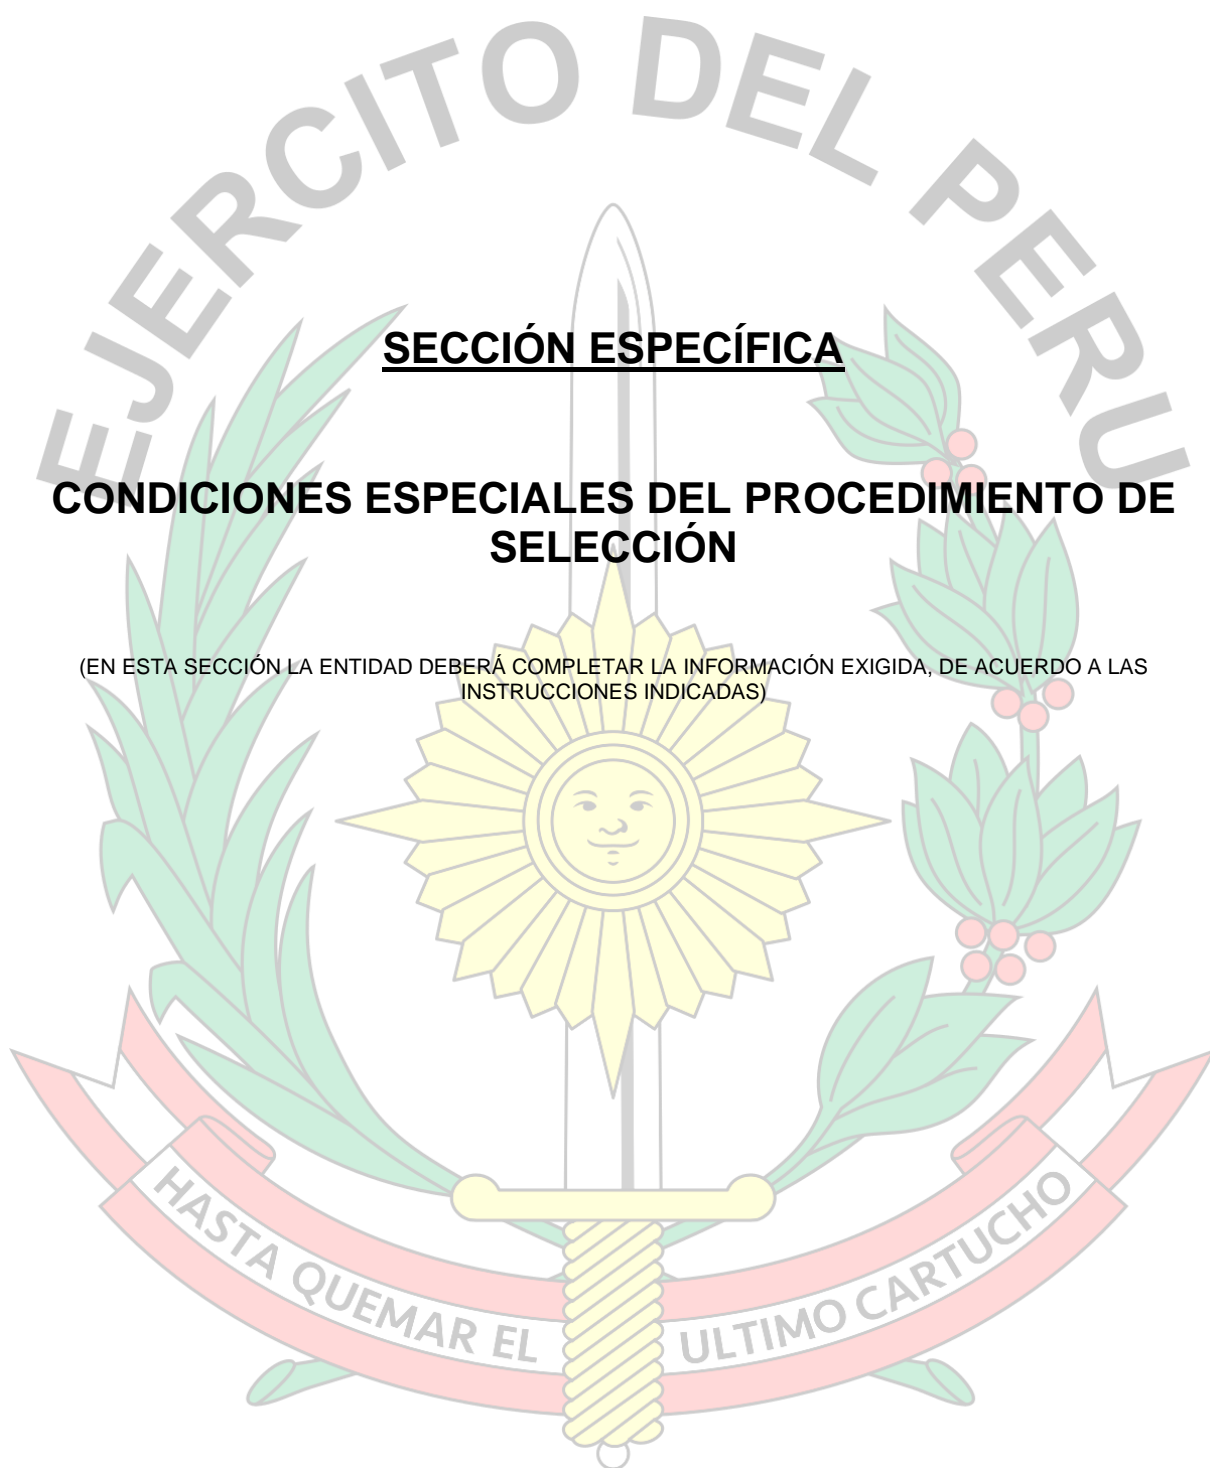 EJERCITO DEL PERU
SECCIÓN ESPECÍFICA
CONDICIONES ESPECIALES DEL PROCEDIMIENTO DE
SELECCIÓN
(EN ESTA SECCIÓN LA ENTIDAD DEBERÁ COMPLETAR LA INFORMACIÓN EXIGIDA, DE ACUERDO A LAS
INSTRUCCIONES INDICADAS)
HASTA QUEMAR EL ULTIMO CARTUCHO